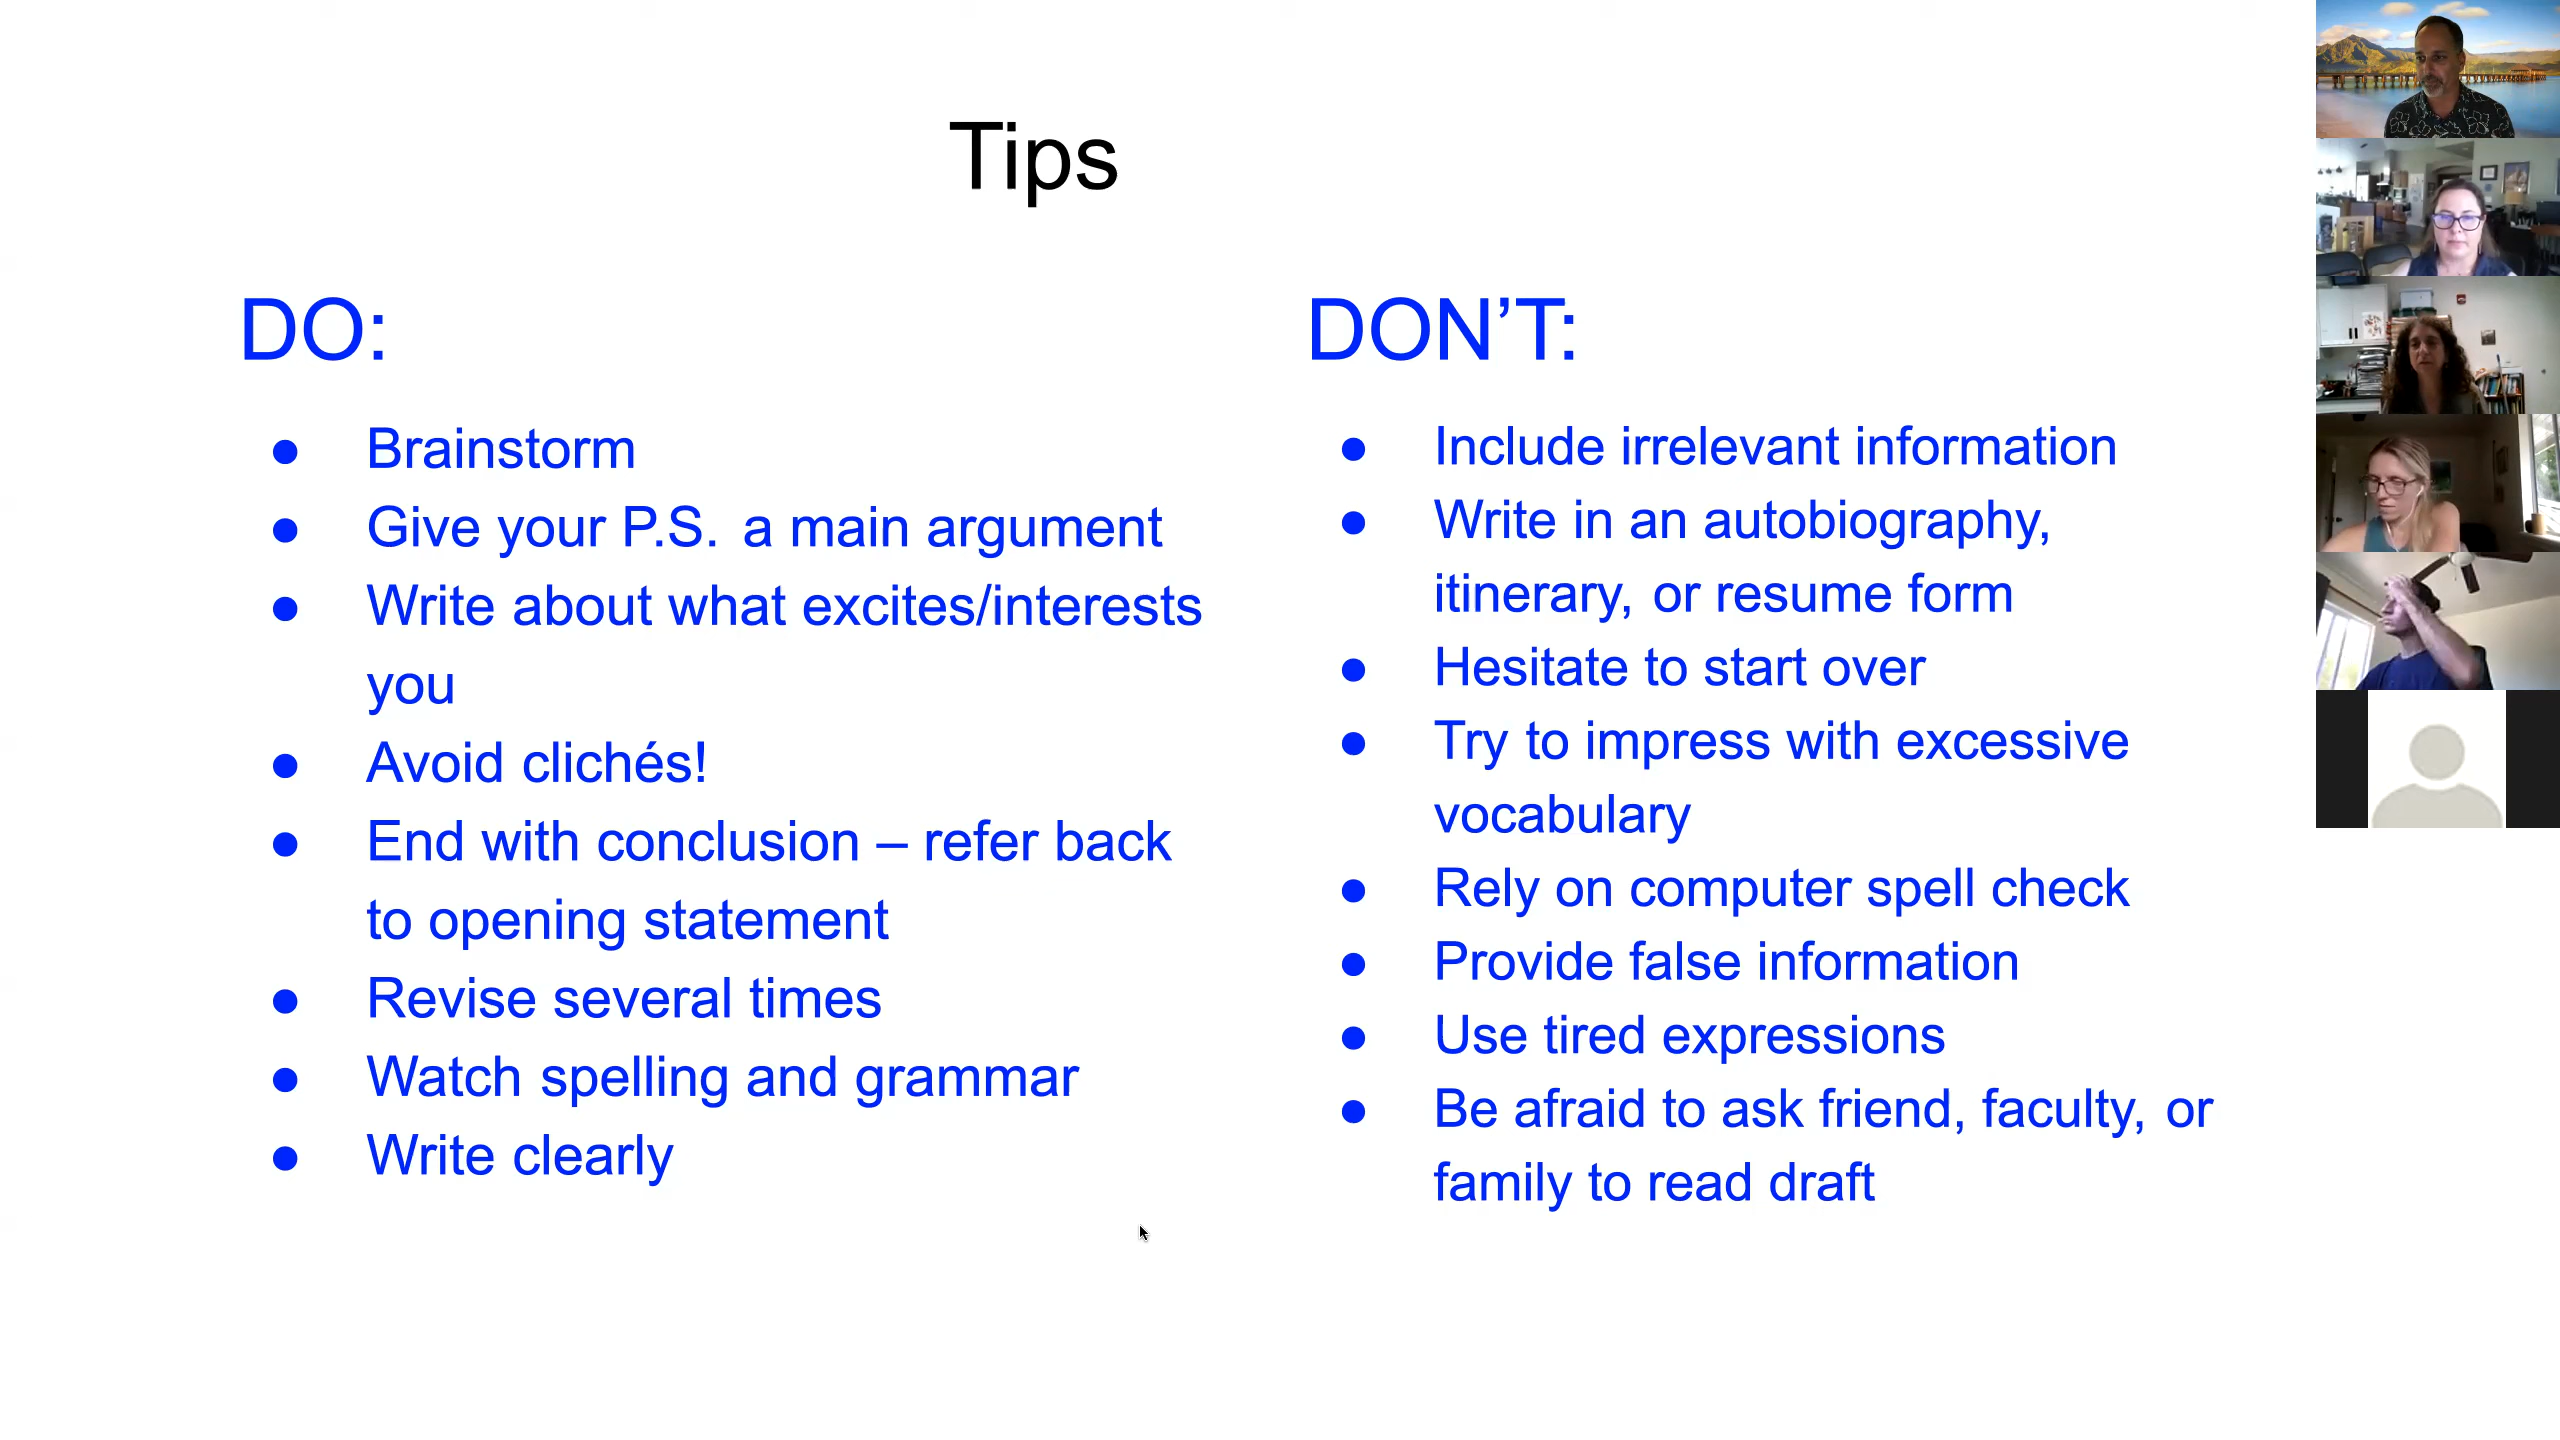 Tips
DO:
● Brainstorm
● Give your P.S. a main argument
● Write about what excites/interests
you
● Avoid clichés!
● End with conclusion – refer back
to opening statement
● Revise several times
● Watch spelling and grammar
● Write clearly
DON’T:
● Include irrelevant information
● Write in an autobiography,
itinerary, or resume form
● Hesitate to start over
● Try to impress with excessive
vocabulary
● Rely on computer spell check
● Provide false information
● Use tired expressions
● Be afraid to ask friend, faculty, or
family to read draft